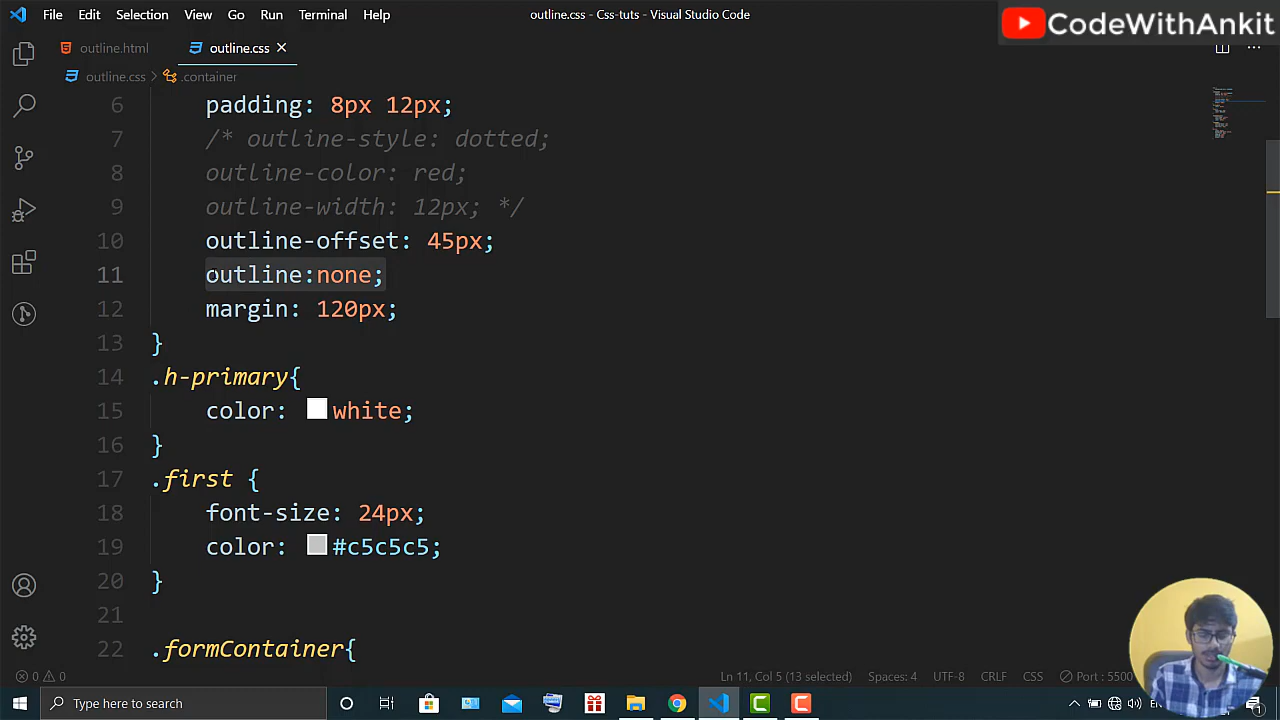 File Edit Selection View Go Run Terminal Help
outline.css - Css-tuts - Visual Studio Code
CodeWithAnkit
outline.html
outline.css
outline.css > .container
6 padding: 8px 12px;
7 /* outline-style: dotted;
8 outline-color: red;
9 outline-width: 12px; */
10 outline-offset: 45px;
11 outline:none;
12 margin: 120px;
13 }
14 .h-primary{
15 color: white;
16 }
17 .first {
18 font-size: 24px;
19 color: #c5c5c5;
20 }
21
22 .formContainer{
0 0
Ln 11, Col 5 (13 selected)
Spaces: 4
UTF-8
CRLF
CSS
Port : 5500
Type here to search